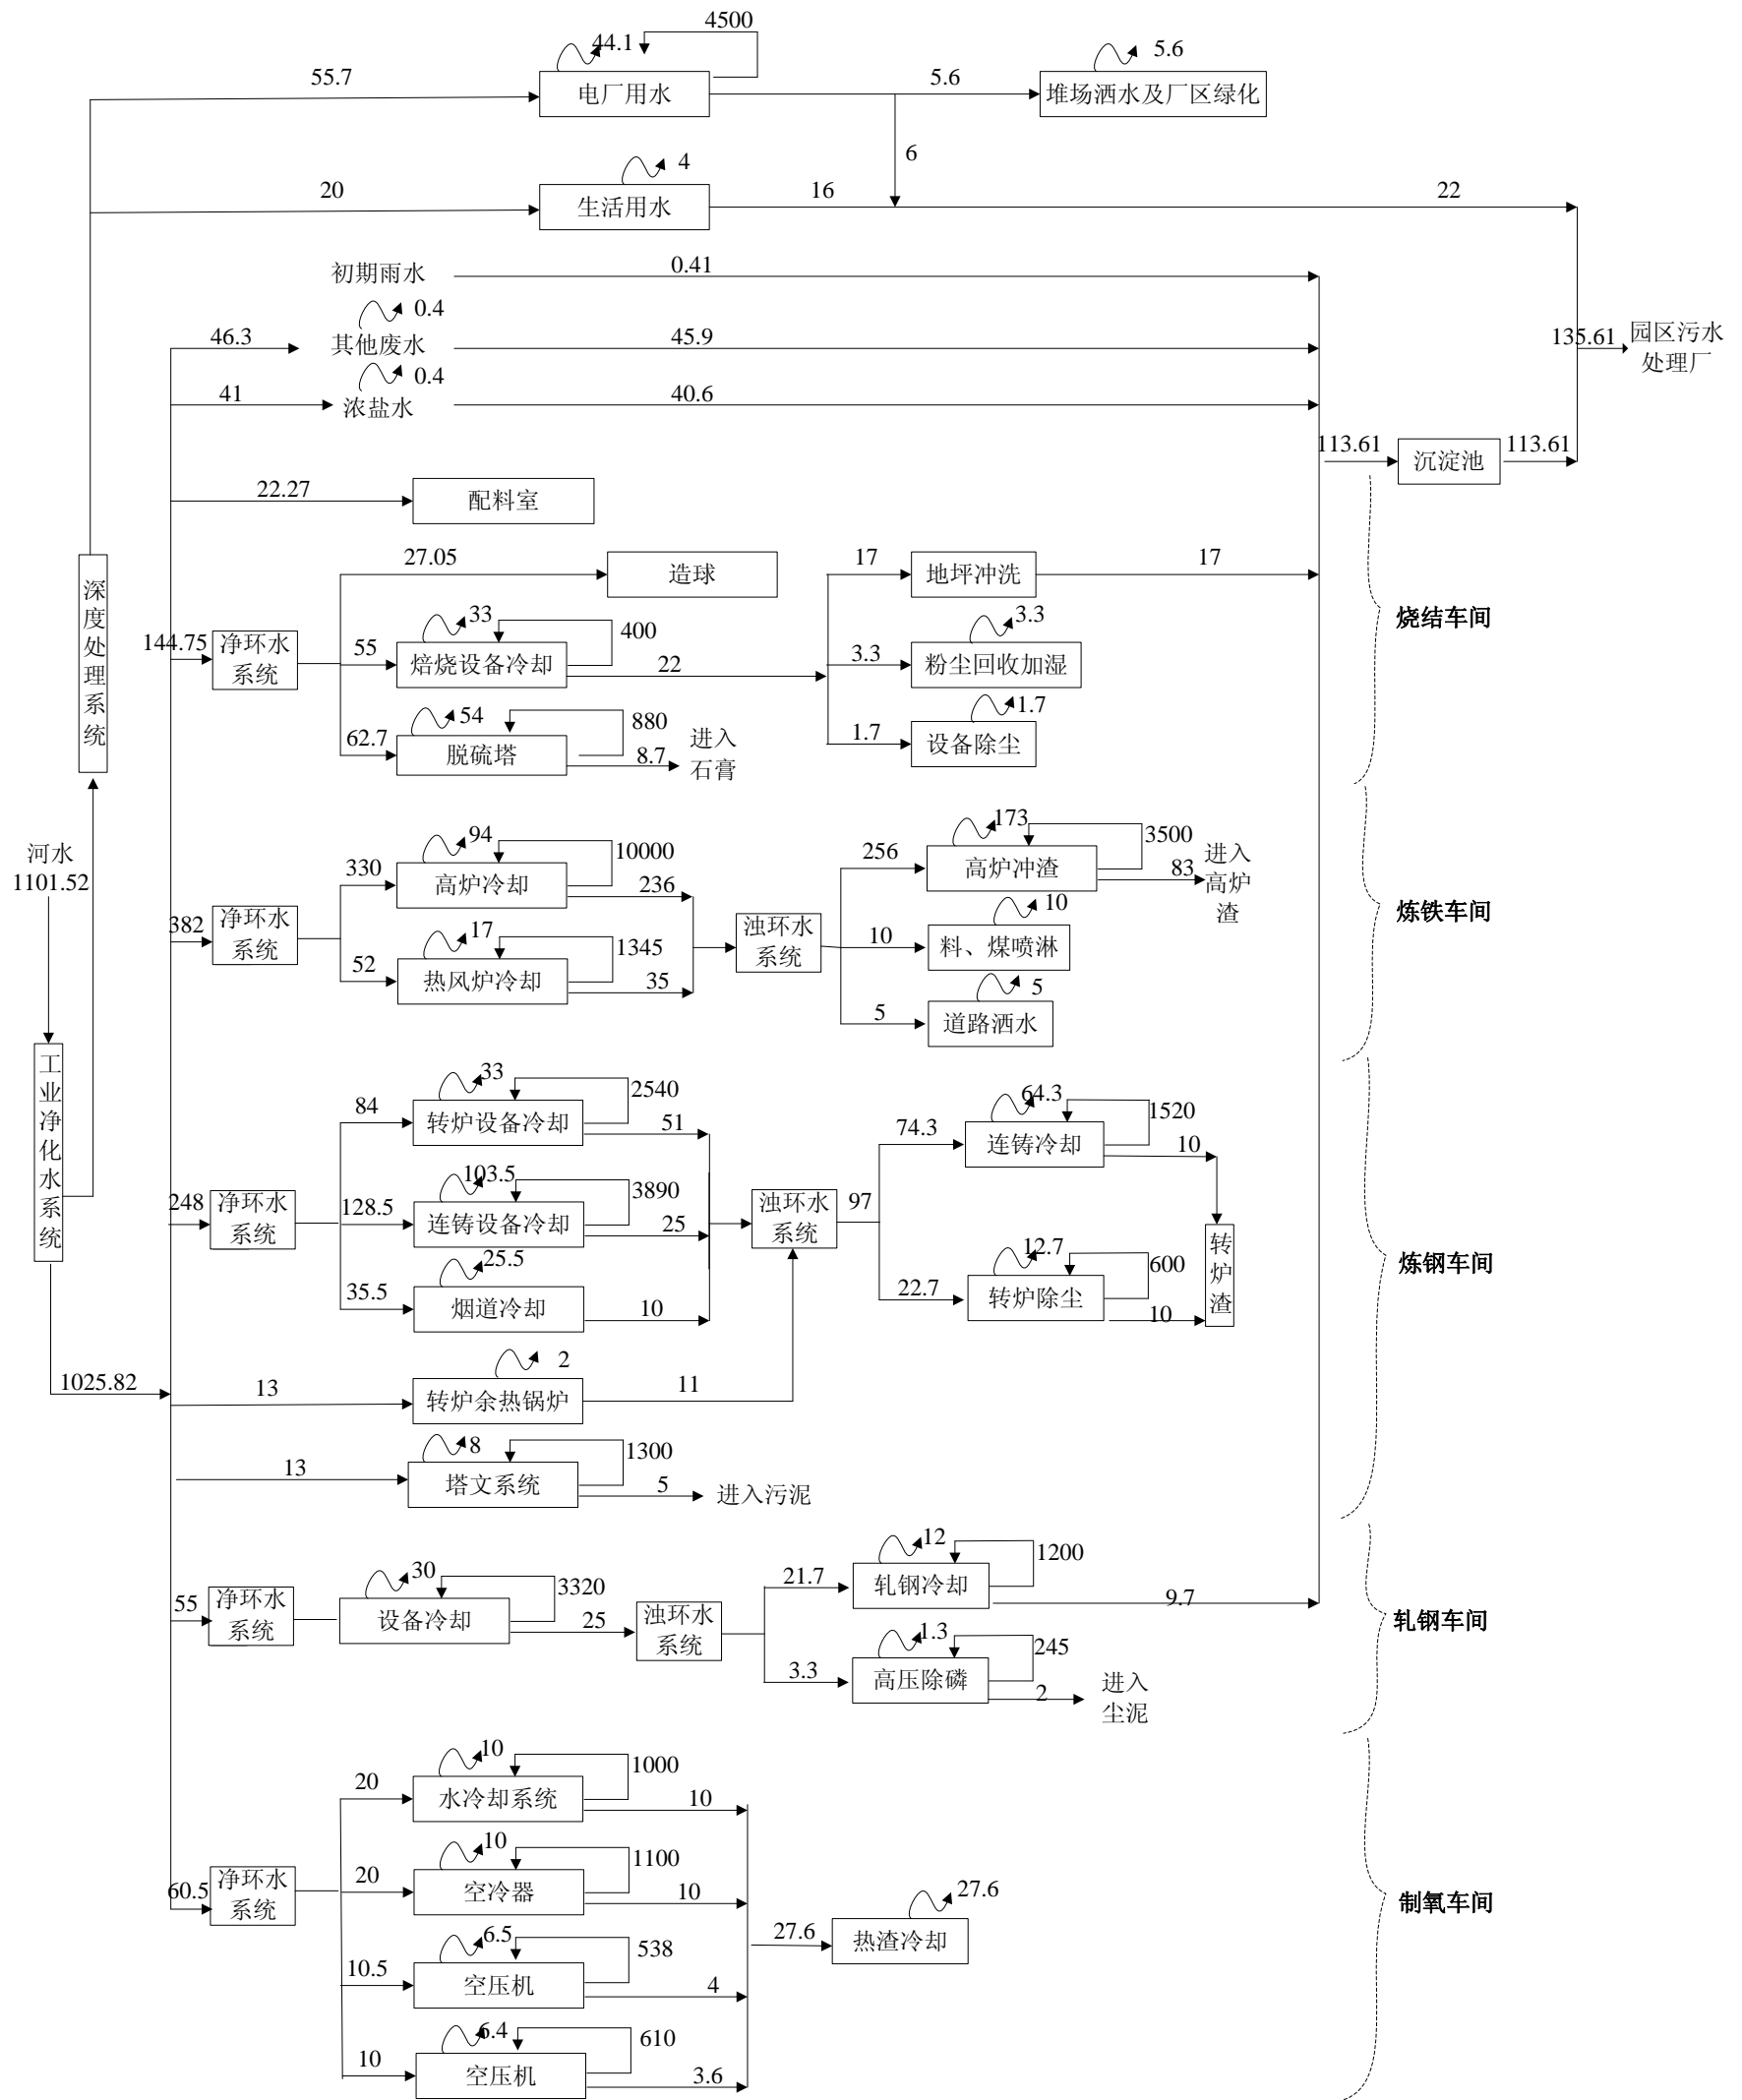 4500
44.1
5.6
55.7
5.6
电厂用水
堆场洒水及厂区绿化
6
4
20
16
22
生活用水
初期雨水
0.41
0.4
46.3
45.9
其他废水
135.61
园区污水
处理厂
0.4
41
40.6
浓盐水
113.61
沉淀池
113.61
22.27
配料室
深度处理系统
27.05
造球
17
地坪冲洗
17
烧结车间
144.75
净环水
系统
33
400
55
焙烧设备冷却
22
3.3
3.3
粉尘回收加湿
54
880
62.7
脱硫塔
8.7
进入
石膏
1.7
1.7
设备除尘
河水
1101.52
94
10000
330
高炉冷却
236
173
3500
256
高炉冲渣
83
进入
高炉
渣
382
净环水
系统
浊环水
系统
10
10
料、煤喷淋
炼铁车间
17
1345
52
热风炉冷却
35
5
5
道路洒水
工业净化水系统
33
2540
84
转炉设备冷却
51
64.3
1520
74.3
连铸冷却
10
248
净环水
系统
103.5
3890
128.5
连铸设备冷却
25
浊环水
系统
97
转炉渣
炼钢车间
25.5
35.5
烟道冷却
10
12.7
600
22.7
转炉除尘
10
1025.82
2
13
转炉余热锅炉
11
8
1300
13
塔文系统
5
进入污泥
12
1200
21.7
轧钢冷却
9.7
55
净环水
系统
30
3320
设备冷却
25
浊环水
系统
轧钢车间
1.3
245
3.3
高压除磷
2
进入
尘泥
10
1000
20
水冷却系统
10
60.5
净环水
系统
10
1100
20
空冷器
10
27.6
27.6
热渣冷却
制氧车间
6.5
538
10.5
空压机
4
6.4
610
10
空压机
3.6